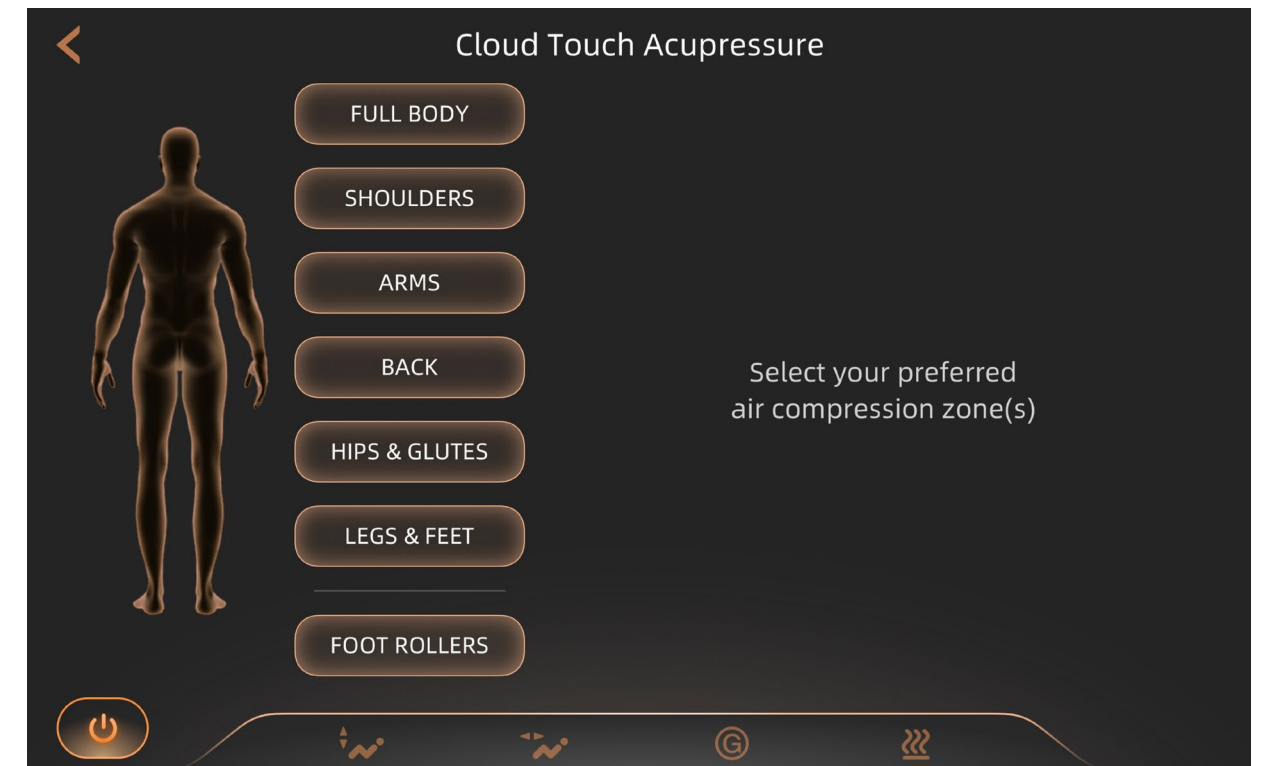 Cloud Touch Acupressure
FULL BODY
SHOULDERS
ARMS
BACK
HIPS & GLUTES
LEGS & FEET
FOOT ROLLERS
Select your preferred
air compression zone(s)
G